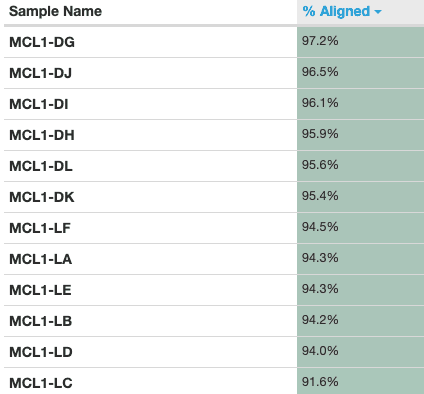 Sample Name % Aligned
MCL1-DG 97.2%
MCL1-DJ 96.5%
MCL1-DI 96.1%
MCL1-DH 95.9%
MCL1-DL 95.6%
MCL1-DK 95.4%
MCL1-LF 94.5%
MCL1-LA 94.3%
MCL1-LE 94.3%
MCL1-LB 94.2%
MCL1-LD 94.0%
MCL1-LC 91.6%